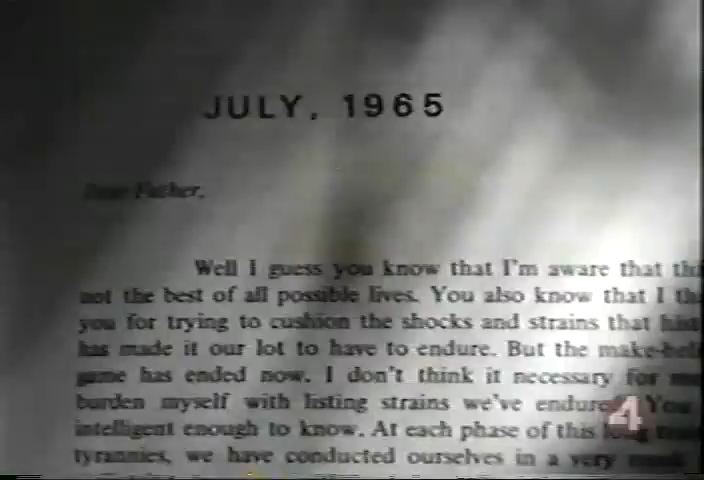 JULY, 1965
Dear Father,
Well I guess you know that I'm aware that
not the best of all possible lives. You also know that I
you for trying to cushion the shocks and strains that
has made it our lot to have to endure. But the
game has ended now. I don't think it necessary for
burden myself with listing strains we've You
intelligent enough to know. At each phase of this long
tyrannies, we have conducted ourselves in a very
4